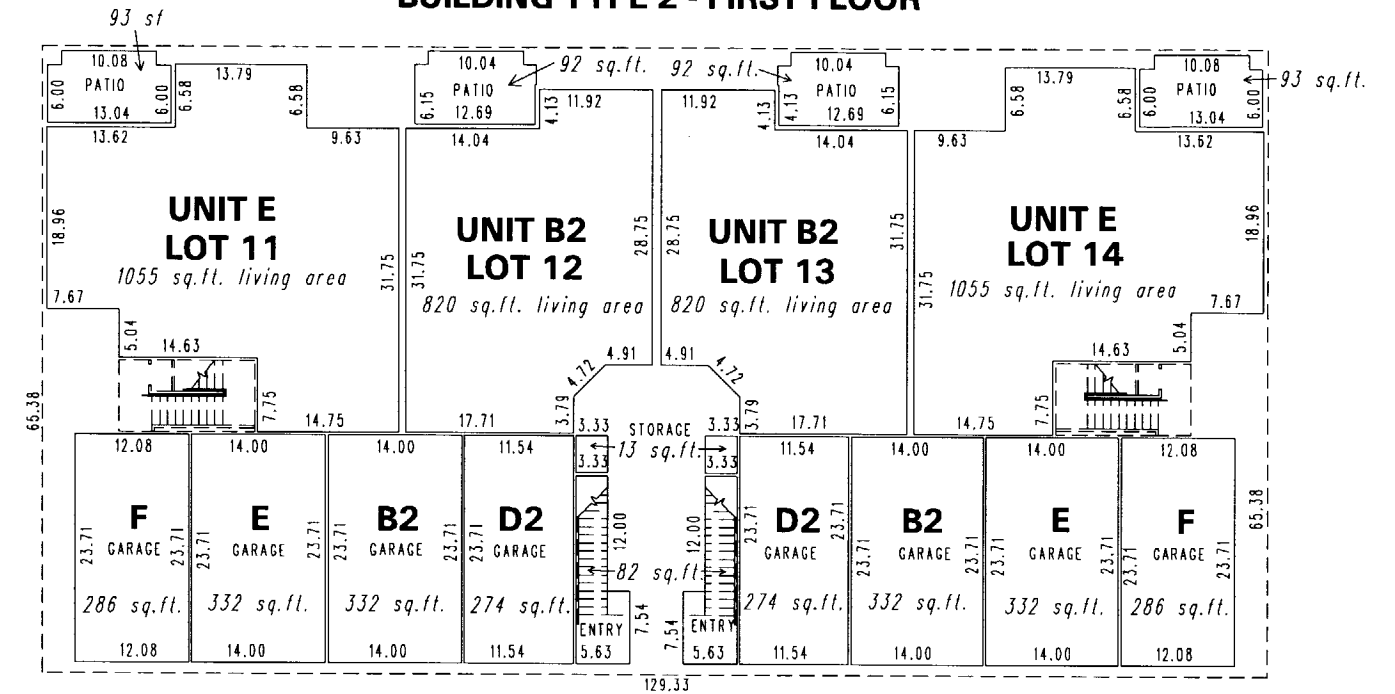 BUILDING TYPE 2 - FIRST FLOOR
93 sf
10.08
PATIO
6.00
6.00
13.04
13.79
6.58
6.58
13.62
9.63
10.04
92 sq.ft.
PATIO
6.15
12.69
4.13
11.92
14.04
92 sq.ft.
10.04
PATIO
11.92
4.13
4.13
6.15
12.69
14.04
13.79
6.58
6.58
9.63
10.08
PATIO
6.00
6.00
93 sq.ft.
13.04
13.62
18.96
UNIT E
LOT 11
1055 sq.ft. living area
31.75
7.67
5.04
14.63
7.75
14.75
31.75
UNIT B2
LOT 12
820 sq.ft. living area
28.75
4.91
4.72
3.79
17.71
28.75
UNIT B2
LOT 13
820 sq.ft. living area
31.75
4.91
4.72
3.79
17.71
31.75
UNIT E
LOT 14
1055 sq.ft. living area
18.96
7.67
5.04
14.63
7.75
14.75
65.38
3.33
STORAGE
3.33
13 sq.ft.
3.33
3.33
12.08
23.71
F
GARAGE
23.71
286 sq.ft.
12.08
14.00
23.71
E
GARAGE
23.71
332 sq.ft.
14.00
14.00
23.71
B2
GARAGE
23.71
332 sq.ft.
14.00
11.54
23.71
D2
GARAGE
274 sq.ft.
11.54
12.00
12.00
82 sq.ft.
ENTRY
7.54
5.63
7.54
ENTRY
5.63
11.54
23.71
D2
GARAGE
23.71
274 sq.ft.
11.54
14.00
23.71
B2
GARAGE
332 sq.ft.
14.00
14.00
23.71
E
GARAGE
23.71
332 sq.ft.
14.00
12.08
23.71
F
GARAGE
23.71
286 sq.ft.
12.08
65.38
129.33